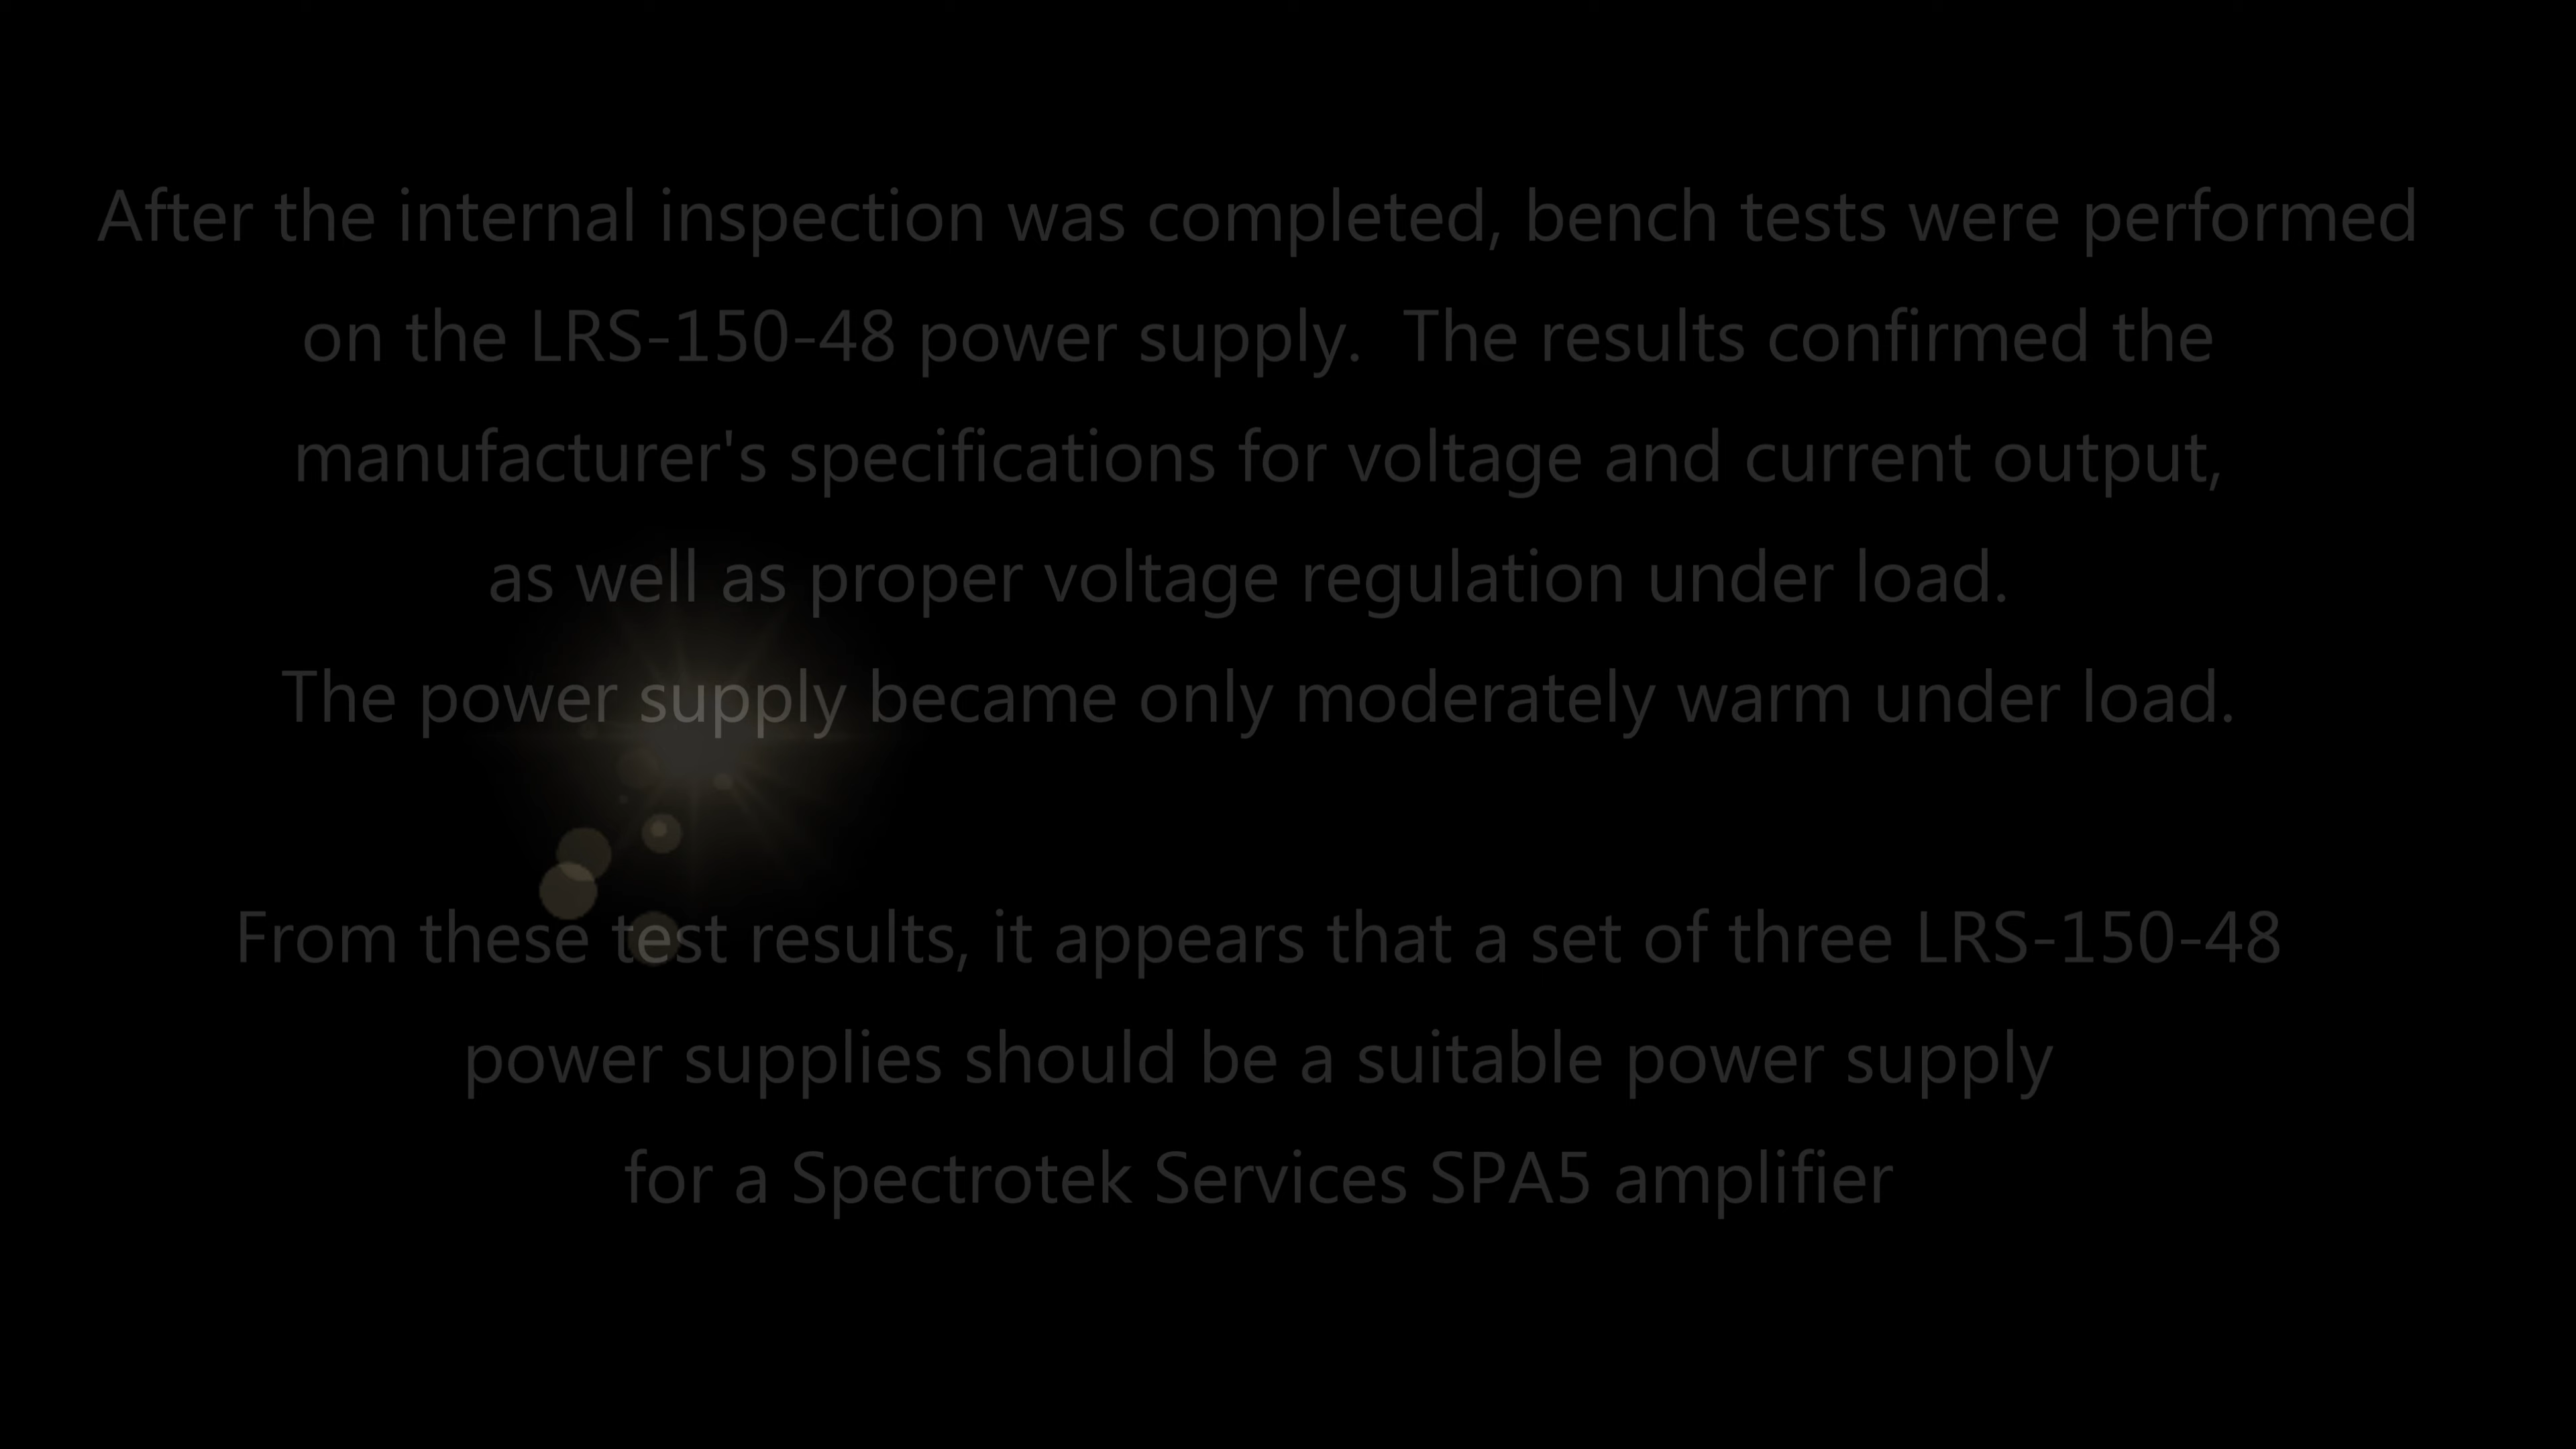 After the internal inspection was completed, bench tests were performed
on the LRS-150-48 power supply.  The results confirmed the
manufacturer's specifications for voltage and current output,
as well as proper voltage regulation under load.
The power supply became only moderately warm under load.
From these test results, it appears that a set of three LRS-150-48
power supplies should be a suitable power supply
for a Spectrotek Services SPA5 amplifier